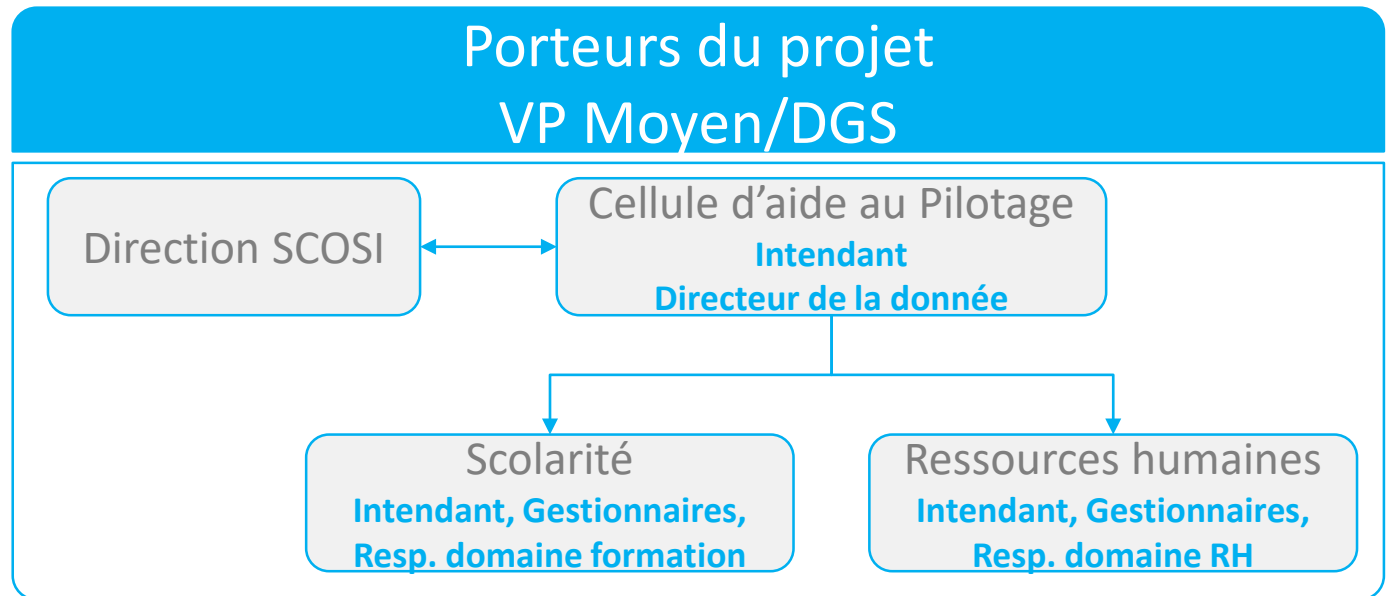 Porteurs du projet
VP Moyen/DGS
Direction SCOSI
Cellule d’aide au Pilotage
Intendant
Directeur de la donnée
Scolarité
Intendant, Gestionnaires,
Resp. domaine formation
Ressources humaines
Intendant, Gestionnaires,
Resp. domaine RH